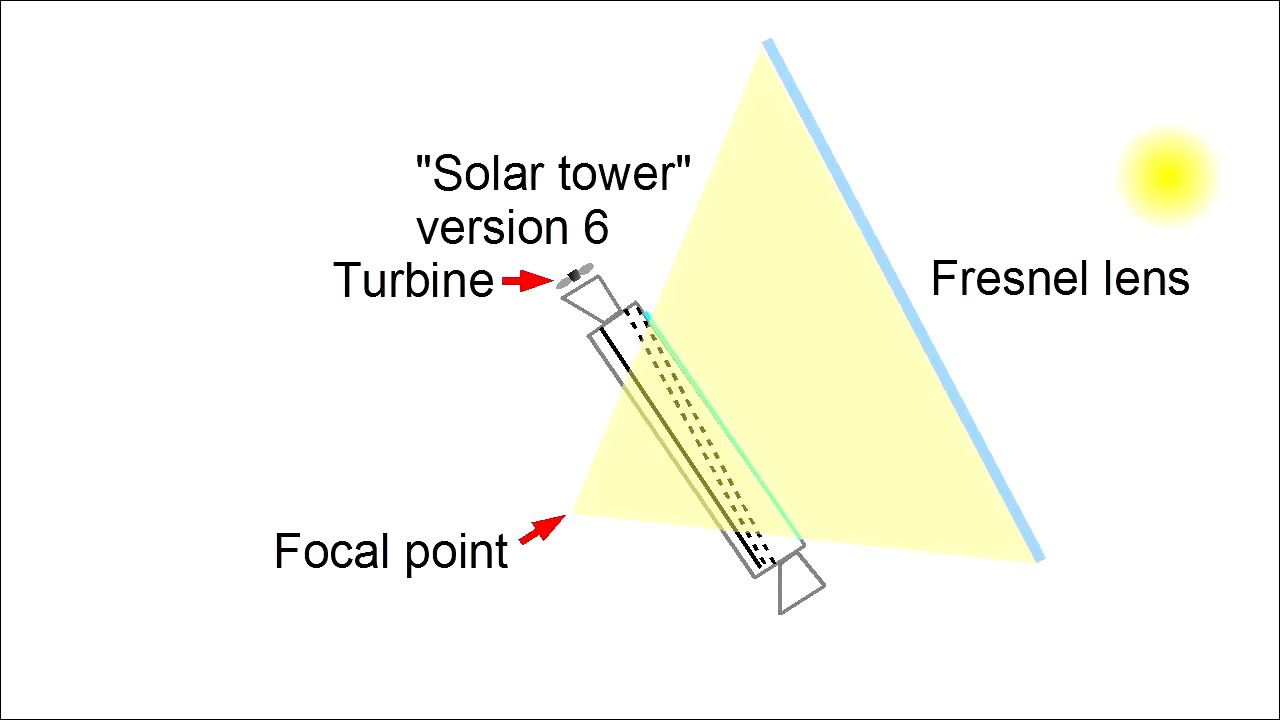 "Solar tower"
version 6
Turbine
Fresnel lens
Focal point